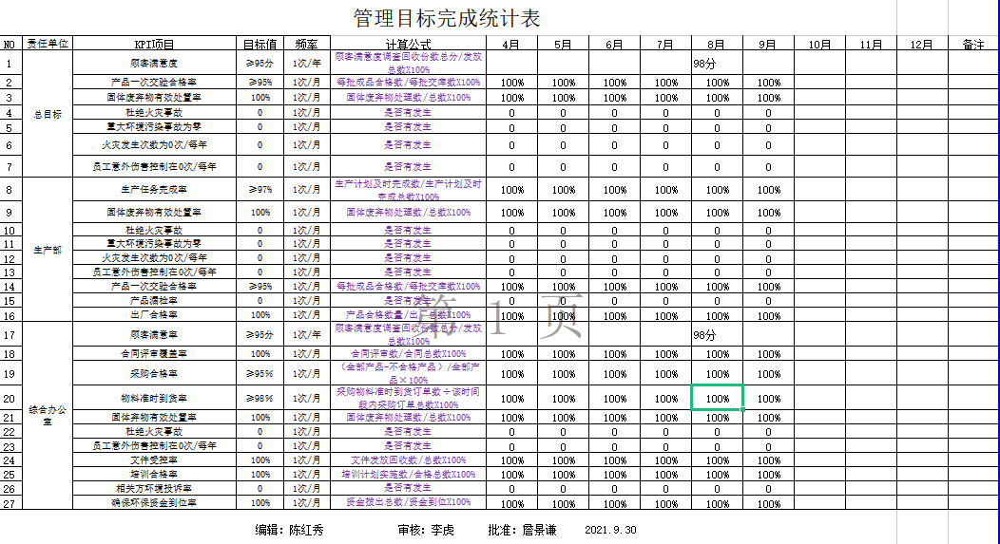 管理目标完成统计表
NO 责任单位 KPI项目 目标值 频率 计算公式 4月 5月 6月 7月 8月 9月 10月 11月 12月 备注
总目标
1 顾客满意度 ≥95分 1次/年 顾客满意度调查回收份数总分/发放
总数X100% 98分
2 产品一次交验合格率 ≥95% 1次/月 每批成品合格数/每批交库数X100% 100% 100% 100% 100% 100% 100%
3 固体废弃物有效处置率 100% 1次/月 固体废弃物处理数/总数X100% 100% 100% 100% 100% 100% 100%
4 杜绝火灾事故 0 1次/月 是否有发生 0 0 0 0 0 0
5 重大环境污染事故为零 0 1次/月 是否有发生 0 0 0 0 0 0
6 火灾发生次数为0次/每年 0 1次/月 是否有发生 0 0 0 0 0 0
7 员工意外伤害控制在0次/每年 0 1次/月 是否有发生 0 0 0 0 0 0
生产部
8 生产任务完成率 ≥97% 1次/月 生产计划及时完成数/生产计划及时
完成总数X100% 100% 100% 100% 100% 100% 100%
9 固体废弃物有效处置率 100% 1次/月 固体废弃物处理数/总数X100% 100% 100% 100% 100% 100% 100%
10 杜绝火灾事故 0 1次/月 是否有发生 0 0 0 0 0 0
11 重大环境污染事故为零 0 1次/月 是否有发生 0 0 0 0 0 0
12 火灾发生次数为0次/每年 0 1次/月 是否有发生 0 0 0 0 0 0
13 员工意外伤害控制在0次/每年 0 1次/月 是否有发生 0 0 0 0 0 0
14 产品一次交验合格率 ≥95% 1次/月 每批成品合格数/每批交库数X100% 100% 100% 100% 100% 100% 100%
15 产品漏检率 0 1次/月 是否有发生 0 0 0 0 0 0
16 出厂合格率 100% 1次/月 产品合格数量/出厂总数X100% 100% 100% 100% 100% 100% 100%
第 1 页
综合办公
室
17 顾客满意率 ≥95分 1次/年 顾客满意度调查回收份数总分/发放
总数X100% 98分
18 合同评审覆盖率 100% 1次/月 合同评审数/合同总数X100% 100% 100% 100% 100% 100% 100%
19 采购合格率 ≥95% 1次/月 （全部产品-不合格产品）/全部产
品×100% 100% 100% 100% 100% 100% 100%
20 物料准时到货率 ≥98% 1次/月 采购物料准时到货订单数÷该时间
段内采购订单总数X100% 100% 100% 100% 100% 100% 100%
21 固体弃物有效处置率 100% 1次/月 固体废弃物处理数/总数X100% 100% 100% 100% 100% 100% 100%
22 杜绝火灾事故 0 1次/月 是否有发生 0 0 0 0 0 0
23 员工意外伤害控制在0次/每年 0 1次/月 是否有发生 0 0 0 0 0 0
24 文件受控率 100% 1次/月 文件发放回收数/总数X100% 100% 100% 100% 100% 100% 100%
25 培训合格率 100% 1次/月 培训计划实施数/合格总数X100% 100% 100% 100% 100% 100% 100%
26 相关方环境投诉率 0 1次/月 是否有发生 0 0 0 0 0 0
27 确保环保资金到位率 100% 1次/月 资金拨出总数/资金到位X100% 100% 100% 100% 100% 100% 100%
编辑：陈红秀 审核：李虎 批准：詹景谦 2021.9.30